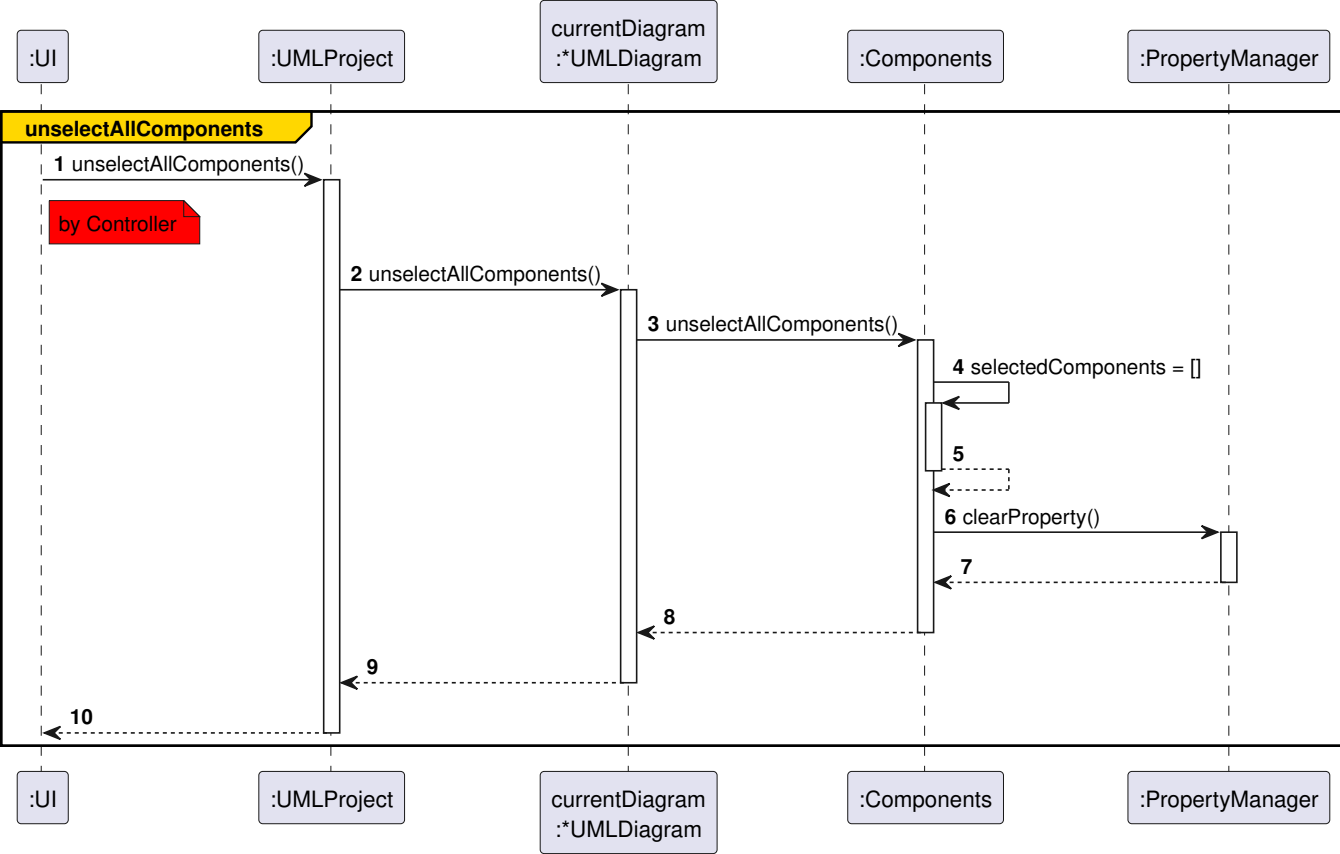 :UI
:UMLProject
currentDiagram
:*UMLDiagram
:Components
:PropertyManager
unselectAllComponents
1 unselectAllComponents()
by Controller
2 unselectAllComponents()
3 unselectAllComponents()
4 selectedComponents = []
5
6 clearProperty()
7
8
9
10
:UI
:UMLProject
currentDiagram
:*UMLDiagram
:Components
:PropertyManager